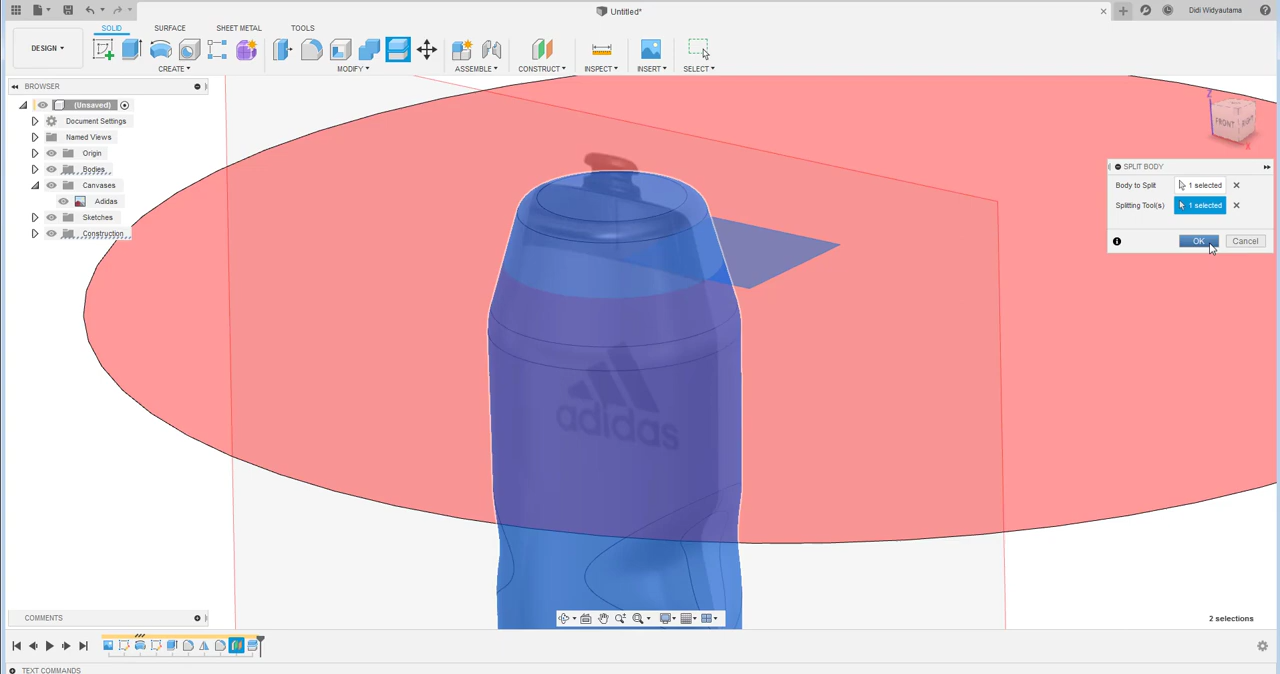 Untitled*
Didi Widyautama
SOLID SURFACE SHEET METAL TOOLS
DESIGN
CREATE MODIFY ASSEMBLE CONSTRUCT INSPECT INSERT SELECT
BROWSER
(Unsaved)
Document Settings
Named Views
Origin
Bodies
Canvases
Adidas
Sketches
Construction
Z
FRONT RIGHT
X
SPLIT BODY
Body to Split 1 selected
Splitting Tool(s) 1 selected
OK Cancel
adidas
COMMENTS
2 selections
TEXT COMMANDS